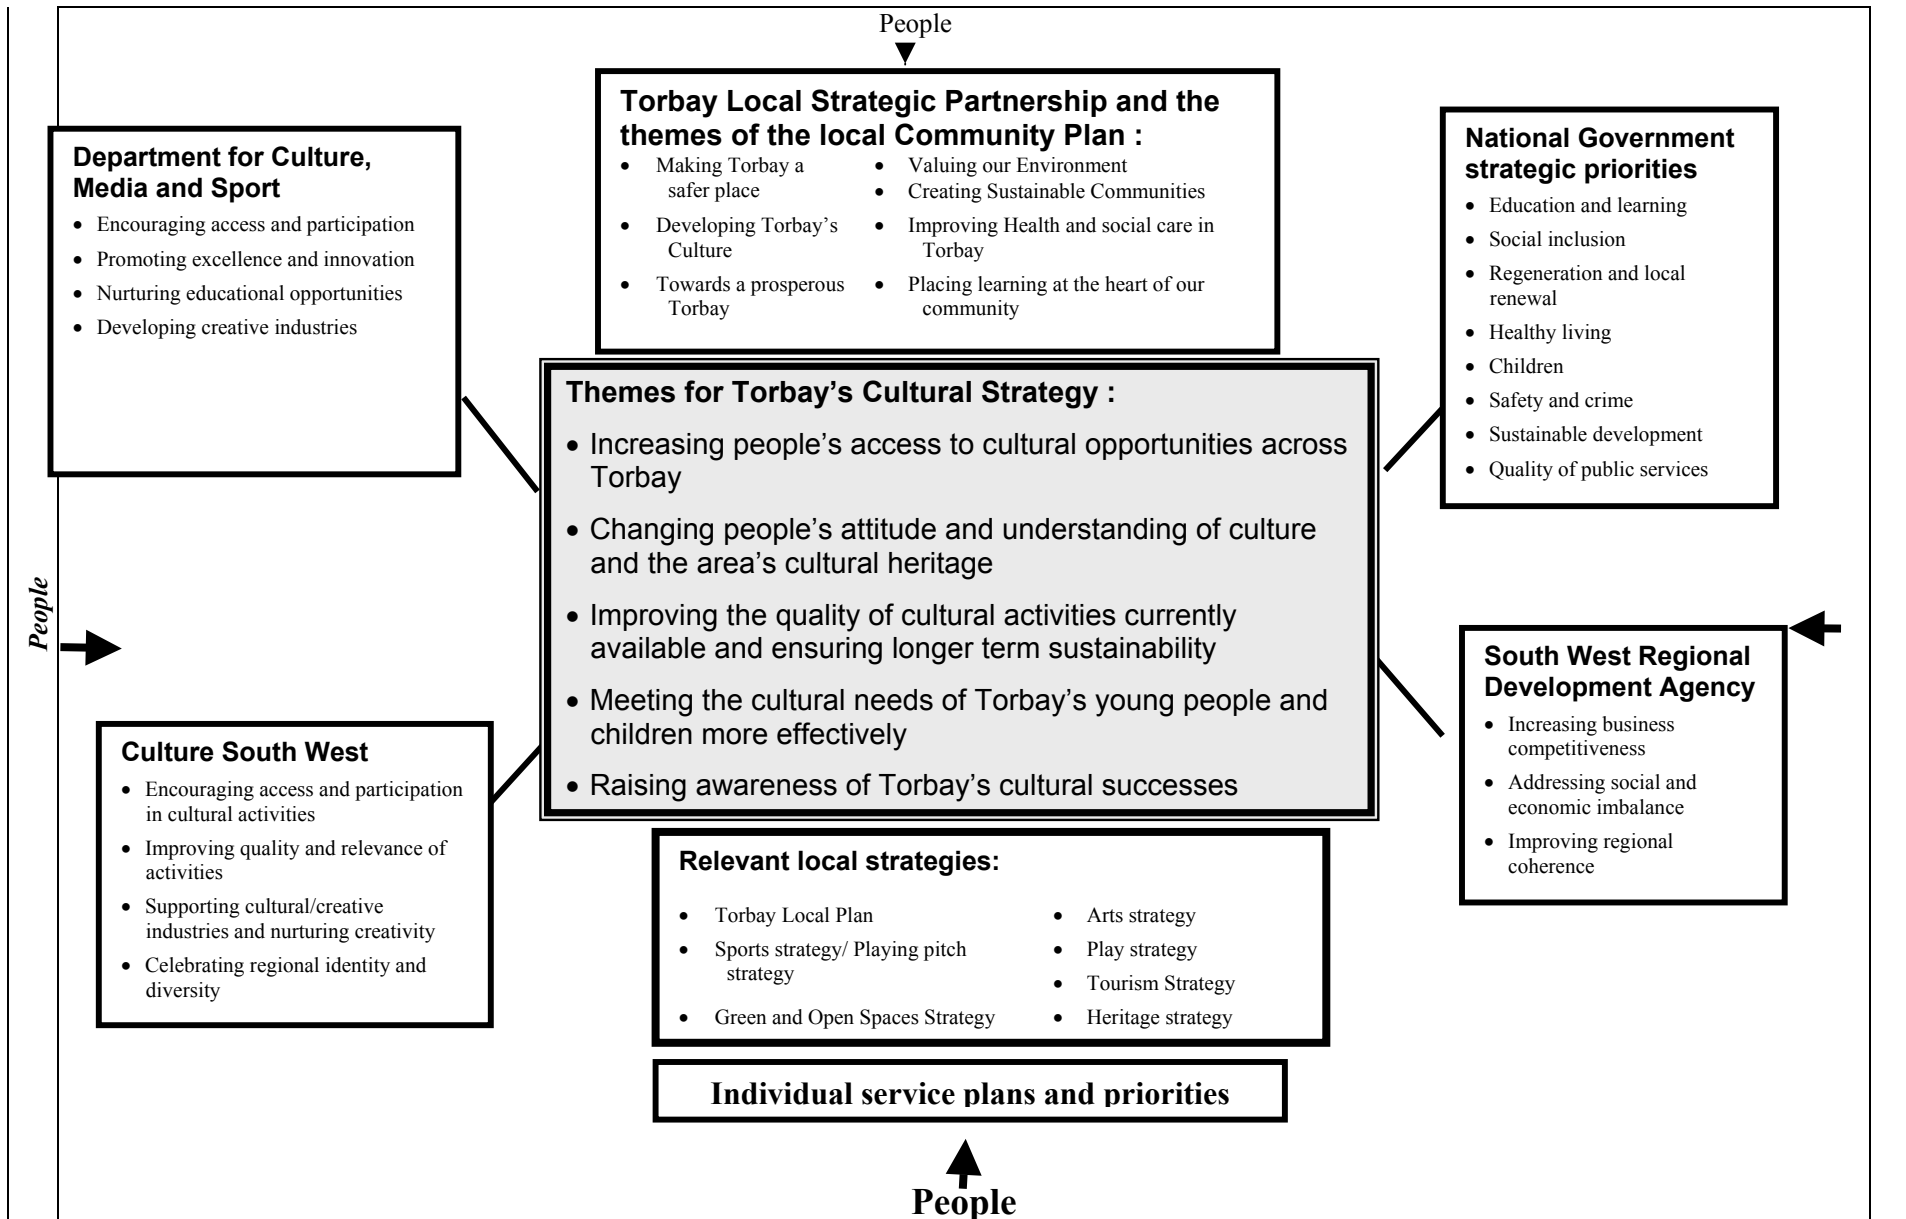 People
Torbay Local Strategic Partnership and the
themes of the local Community Plan :
• Making Torbay a
safer place
• Developing Torbay’s
Culture
• Towards a prosperous
Torbay
• Valuing our Environment
• Creating Sustainable Communities
• Improving Health and social care in
Torbay
• Placing learning at the heart of our
community
Department for Culture,
Media and Sport
• Encouraging access and participation
• Promoting excellence and innovation
• Nurturing educational opportunities
• Developing creative industries
National Government
strategic priorities
• Education and learning
• Social inclusion
• Regeneration and local
renewal
• Healthy living
• Children
• Safety and crime
• Sustainable development
• Quality of public services
Themes for Torbay’s Cultural Strategy :
• Increasing people’s access to cultural opportunities across
Torbay
• Changing people’s attitude and understanding of culture
and the area’s cultural heritage
• Improving the quality of cultural activities currently
available and ensuring longer term sustainability
• Meeting the cultural needs of Torbay’s young people and
children more effectively
• Raising awareness of Torbay’s cultural successes
People
Culture South West
• Encouraging access and participation
in cultural activities
• Improving quality and relevance of
activities
• Supporting cultural/creative
industries and nurturing creativity
• Celebrating regional identity and
diversity
South West Regional
Development Agency
• Increasing business
competitiveness
• Addressing social and
economic imbalance
• Improving regional
coherence
Relevant local strategies:
• Torbay Local Plan
• Sports strategy/ Playing pitch
strategy
• Green and Open Spaces Strategy
• Arts strategy
• Play strategy
• Tourism Strategy
• Heritage strategy
Individual service plans and priorities
People